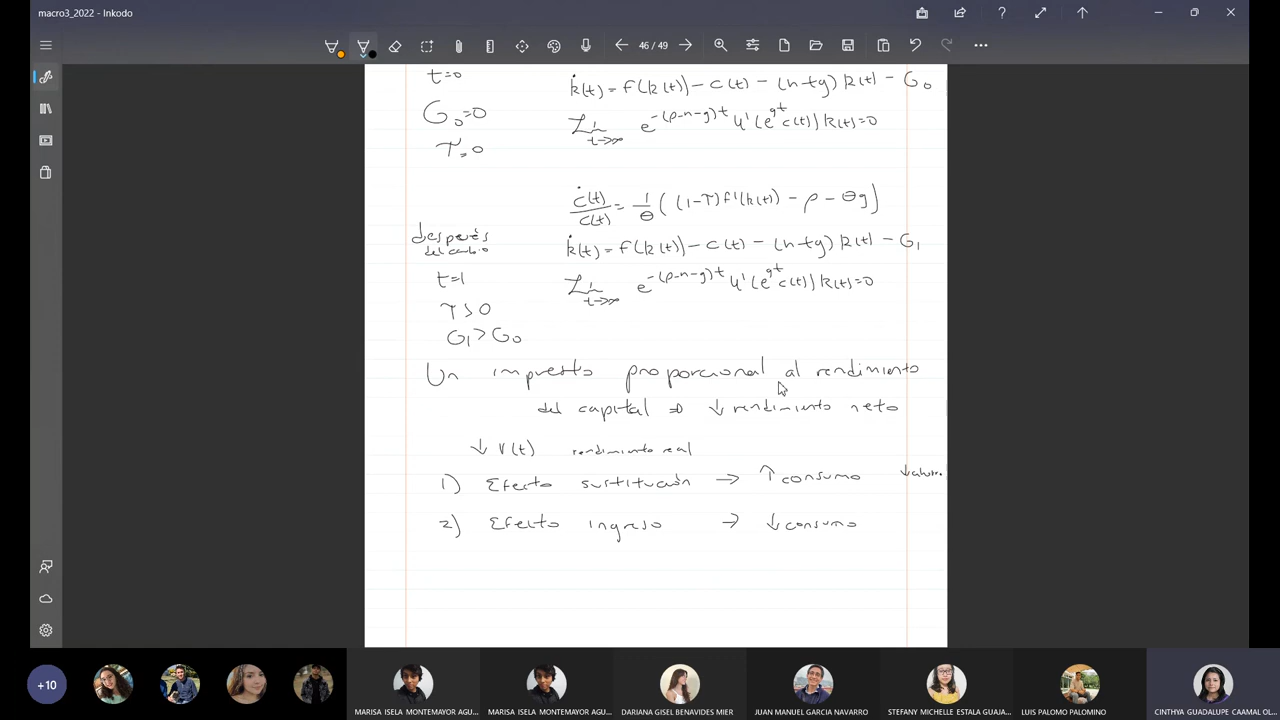 macro3_2022 - Inkodo
46 / 49
t=0
k̇(t) = f(k(t)) - c(t) - (n+g) k(t) - G₀
G₀=0
Lim t→∞ e^{-(ρ-n-g)t} u'(e^{gt} c(t)) k(t)=0
τ=0
ċ(t)/c(t) = 1/θ ( (1-τ) f'(k(t)) - ρ - θg )
después
del cambio
k̇(t) = f(k(t)) - c(t) - (n+g) k(t) - G₁
t=1
Lim t→∞ e^{-(ρ-n-g)t} u'(e^{gt} c(t)) k(t)=0
τ > 0
G₁ > G₀
Un impuesto proporcional al rendimiento
del capital ⇒ ↓ rendimiento neto
↓ r(t) rendimiento real
1) Efecto sustitución → ↑ consumo ↓ ahorro
2) Efecto ingreso → ↓ consumo
+10
MARISA ISELA MONTEMAYOR AGU...
MARISA ISELA MONTEMAYOR AGU...
DARIANA GISEL BENAVIDES MIER
JUAN MANUEL GARCIA NAVARRO
STEFANY MICHELLE ESTALA GUAJA...
LUIS PALOMO PALOMINO
CINTHYA GUADALUPE CAAMAL OL...